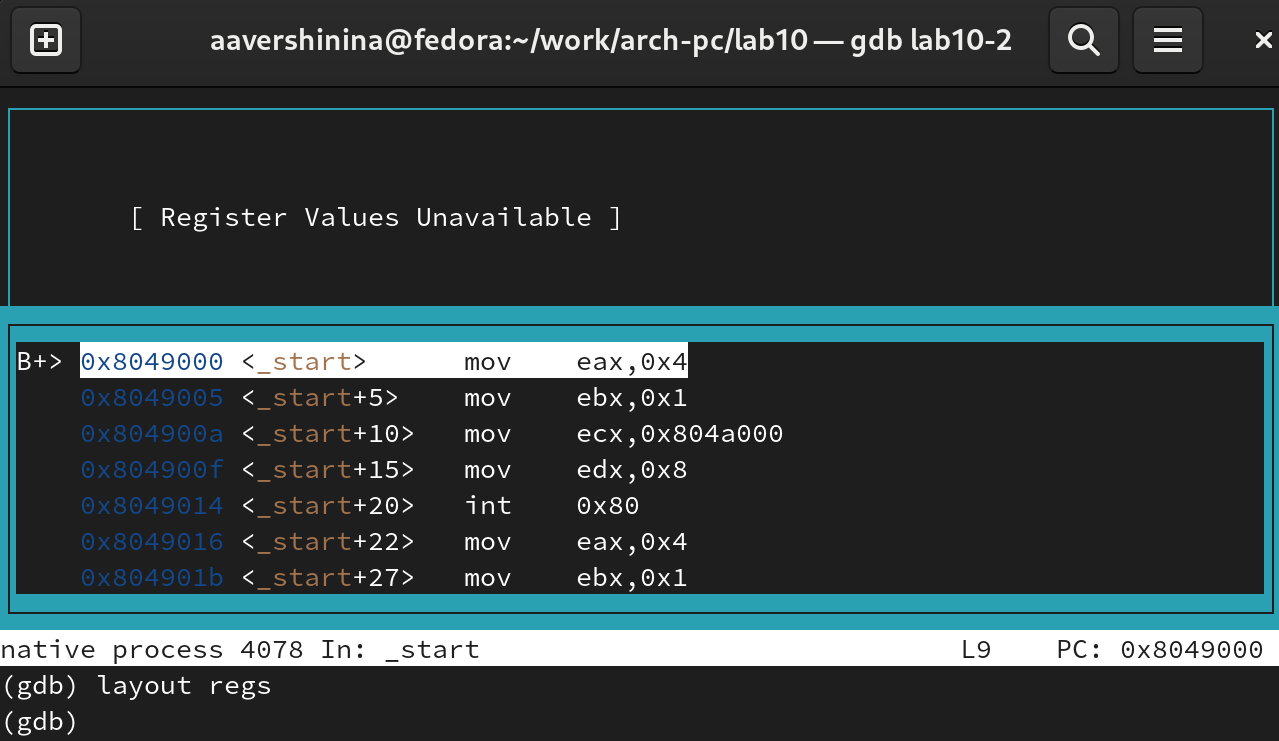 aavershinina@fedora:~/work/arch-pc/lab10 — gdb lab10-2
[ Register Values Unavailable ]
B+> 0x8049000 <_start>      mov    eax,0x4
0x8049005 <_start+5>    mov    ebx,0x1
0x804900a <_start+10>   mov    ecx,0x804a000
0x804900f <_start+15>   mov    edx,0x8
0x8049014 <_start+20>   int    0x80
0x8049016 <_start+22>   mov    eax,0x4
0x804901b <_start+27>   mov    ebx,0x1
native process 4078 In: _start    L9    PC: 0x8049000
(gdb) layout regs
(gdb)